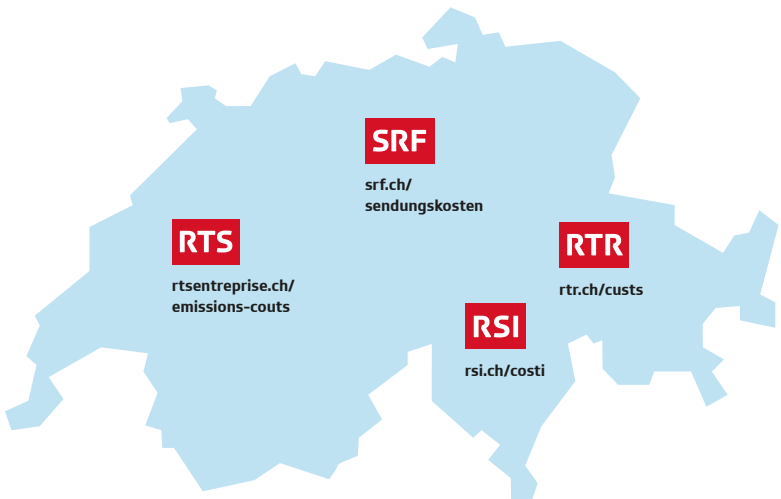 SRF
srf.ch/
sendungskosten
RTS
rtsentreprise.ch/
emissions-couts
RTR
rtr.ch/custs
RSI
rsi.ch/costi